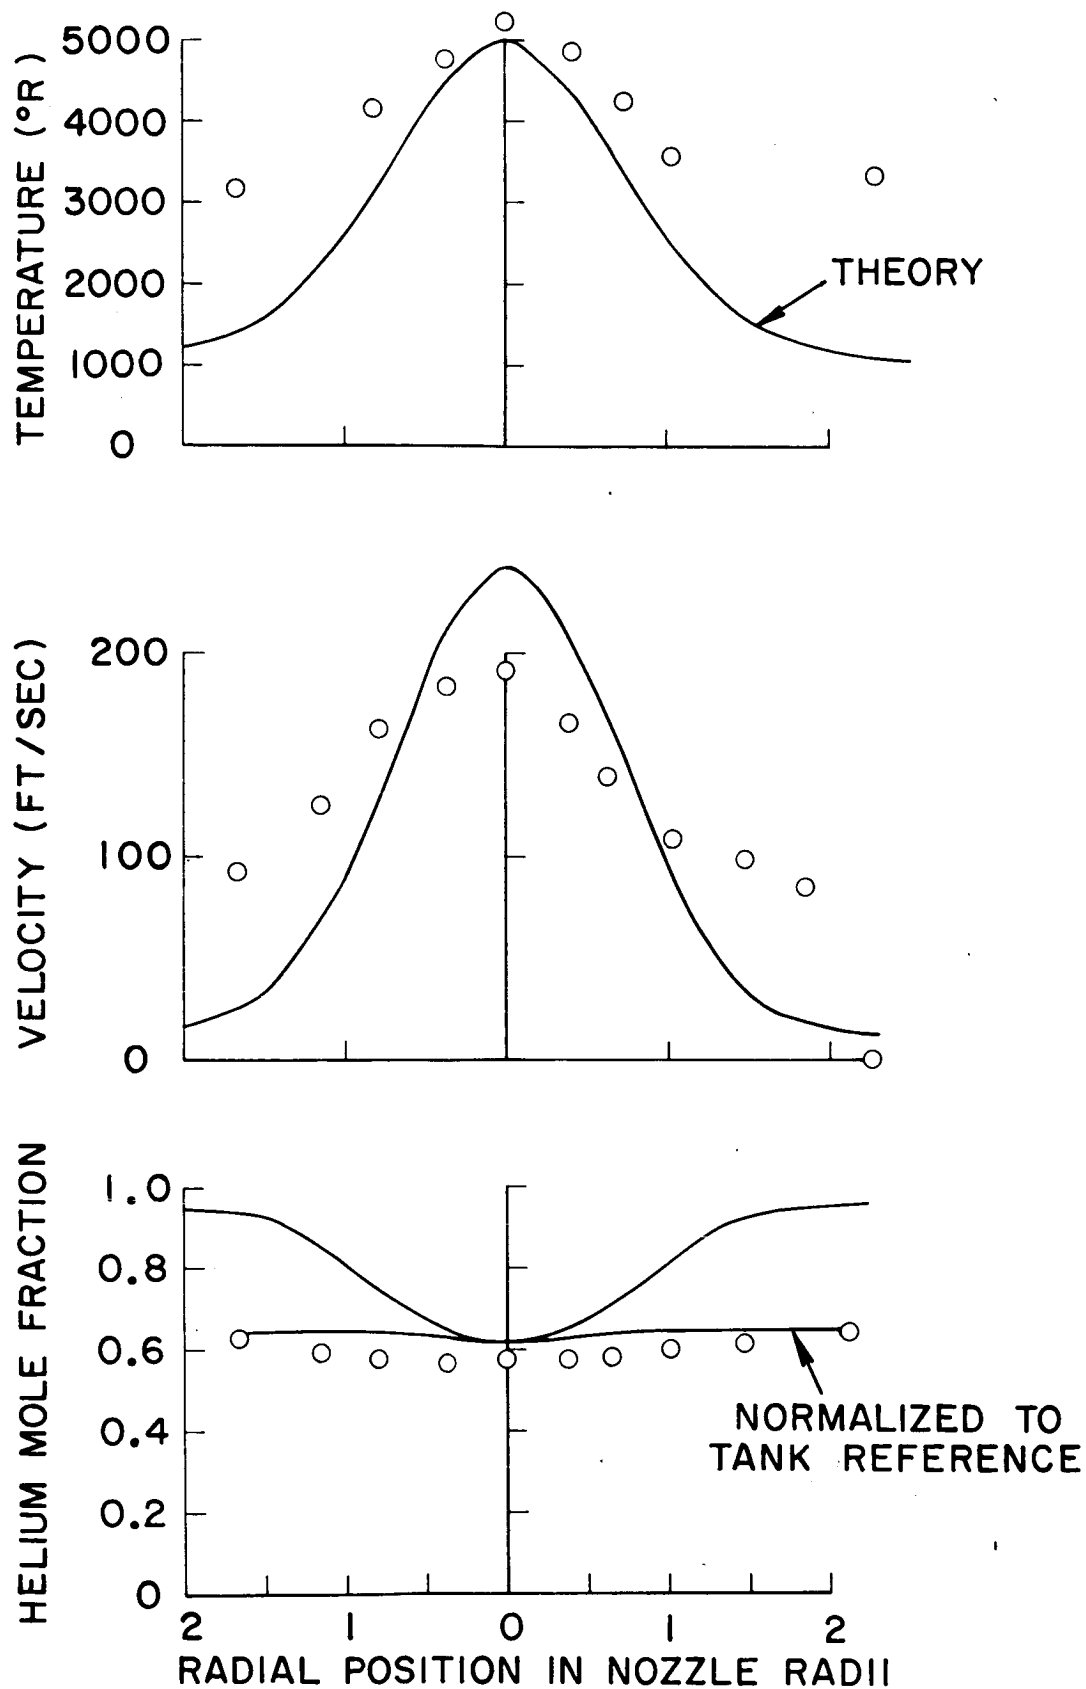 TEMPERATURE (°R)
5000
4000
3000
2000
1000
0
THEORY
VELOCITY (FT/SEC)
200
100
0
HELIUM MOLE FRACTION
1.0
0.8
0.6
0.4
0.2
0
NORMALIZED TO
TANK REFERENCE
2 1 0 1 2
RADIAL POSITION IN NOZZLE RADII